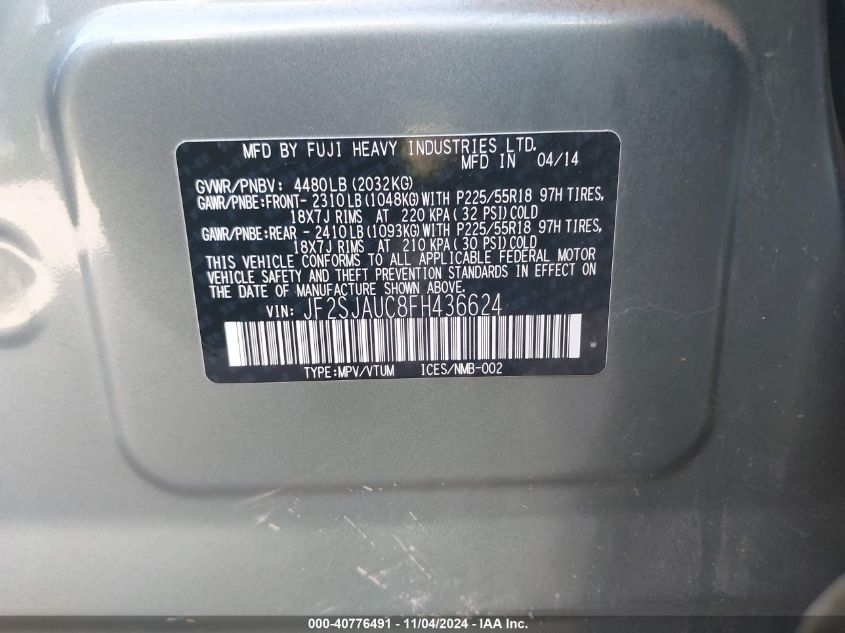 MFD BY FUJI HEAVY INDUSTRIES LTD.
MFD IN 04/14
GVWR/PNBV: 4480LB(2032KG)
GAWR/PNBE:FRONT- 2310LB(1048KG)WITH P225/55R18 97H TIRES,
18X7J RIMS AT 220 KPA(32 PSI)COLD
GAWR/PNBE:REAR - 2410LB(1093KG)WITH P225/55R18 97H TIRES,
18X7J RIMS AT 210 KPA(30 PSI)COLD
THIS VEHICLE CONFORMS TO ALL APPLICABLE FEDERAL MOTOR
VEHICLE SAFETY AND THEFT PREVENTION STANDARDS IN EFFECT ON
THE DATE OF MANUFACTURE SHOWN ABOVE.
VIN: JF2SJAUC8FH436624
TYPE:MPV/VTUM ICES/NMB-002
000-40776491 - 11/04/2024 - IAA Inc.